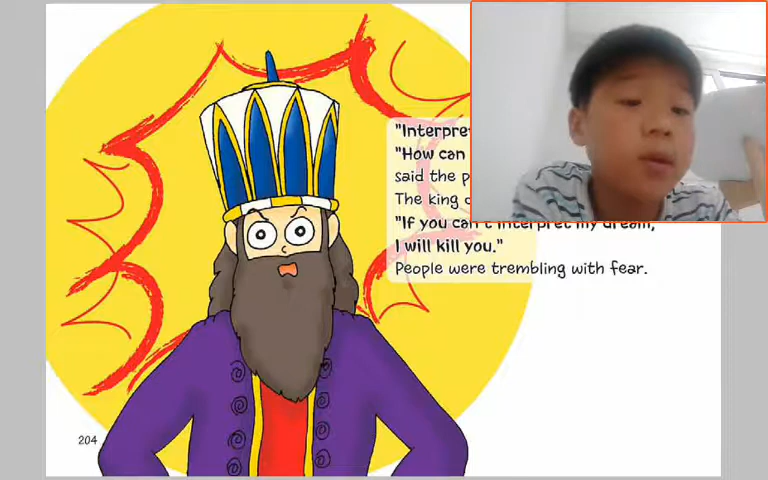 "Interpret
"How can
said the p
The king
"If you can't interpret my dream,
I will kill you."
People were trembling with fear.
204